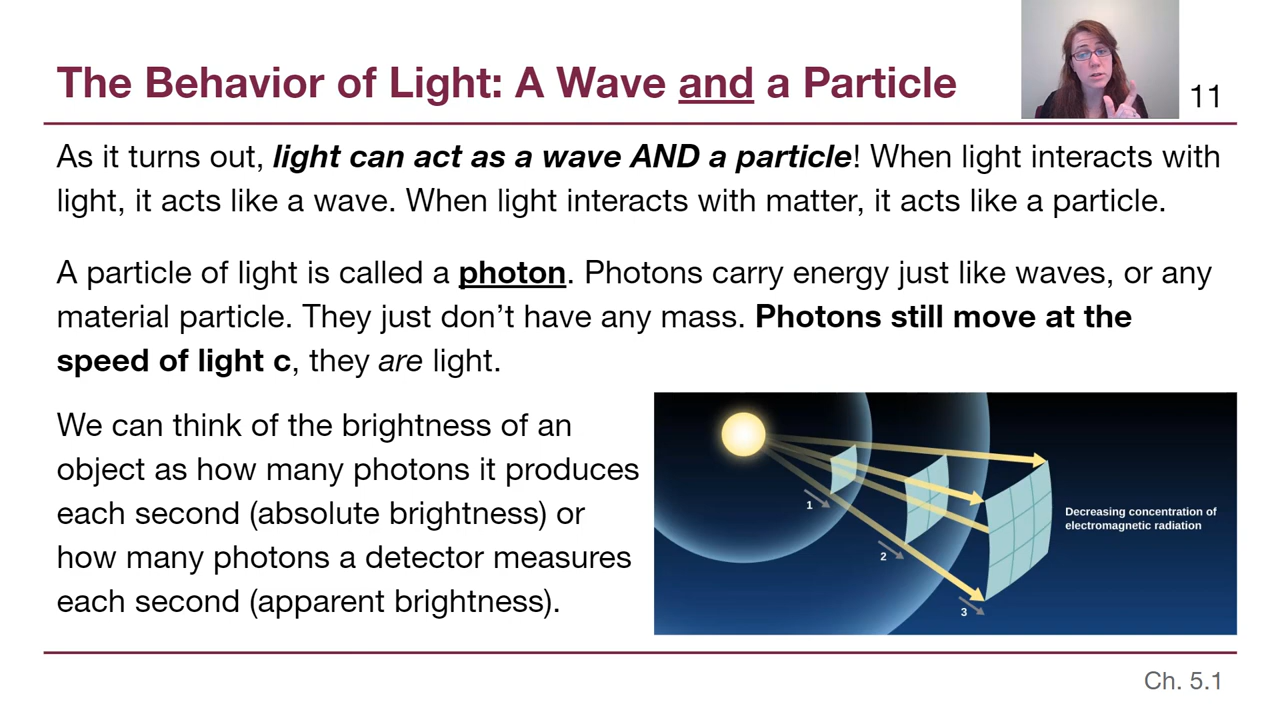 The Behavior of Light: A Wave and a Particle
11
As it turns out, light can act as a wave AND a particle! When light interacts with
light, it acts like a wave. When light interacts with matter, it acts like a particle.
A particle of light is called a photon. Photons carry energy just like waves, or any
material particle. They just don’t have any mass. Photons still move at the
speed of light c, they are light.
We can think of the brightness of an
object as how many photons it produces
each second (absolute brightness) or
how many photons a detector measures
each second (apparent brightness).
1
2
3
Decreasing concentration of
electromagnetic radiation
Ch. 5.1